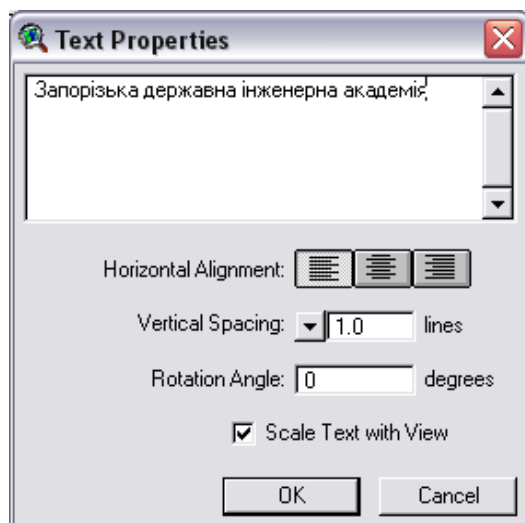 Text Properties
Запорізька державна інженерна академія
Horizontal Alignment:
Vertical Spacing: 1.0 lines
Rotation Angle: 0 degrees
Scale Text with View
OK Cancel